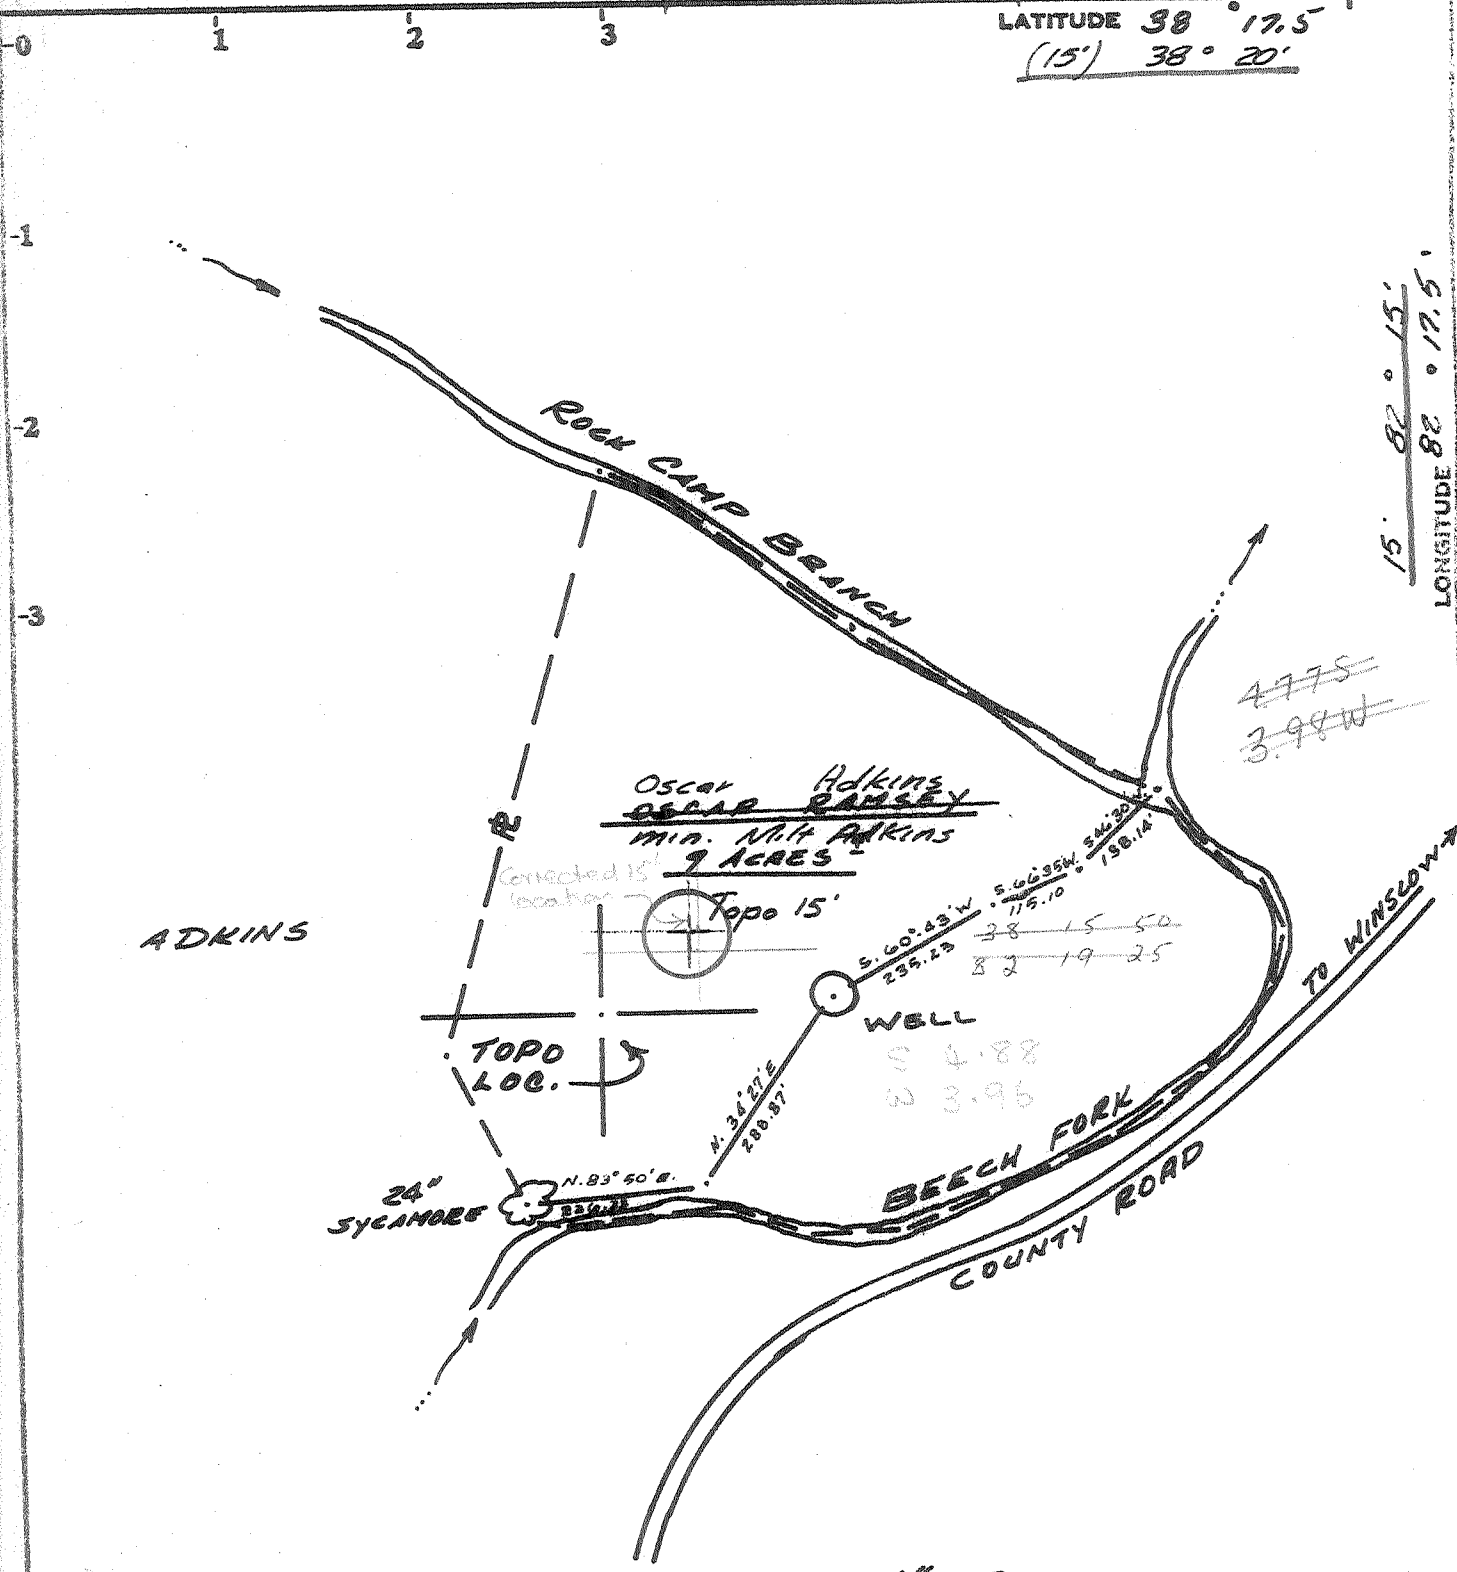 LATITUDE 38 ° 17.5
(15') 38° 20'
-0
1
2
3
-1
-2
-3
15' 82° 15'
LONGITUDE 82 ° 17.5'
ROCK CAMP BRANCH
4.77S
3.98W
Oscar Adkins
OSCAR RAMSEY
min. Milt Adkins
9 ACRES ±
Corrected 15'
location
Topo 15'
ADKINS
S. 46°30'W.
138.14'
S. 66°35'W.
115.10
S. 60°.43'W
235.23
38 15 50
82 19 25
TO WINSLOW
WELL
S 4.88
W 3.96
TOPO
LOC.
N. 34°27'E
280.87'
24"
SYCAMORE
N. 83° 50' E.
BEECH FORK
COUNTY ROAD